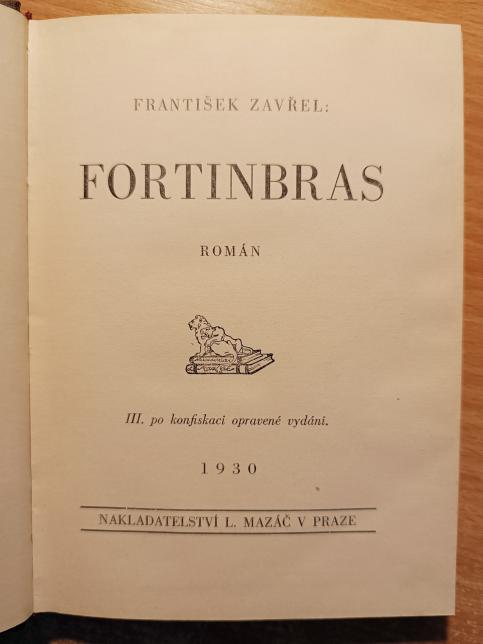 FRANTIŠEK ZAVŘEL:
FORTINBRAS
ROMÁN
III. po konfiskaci opravené vydání.
1930
NAKLADATELSTVÍ L. MAZÁČ V PRAZE